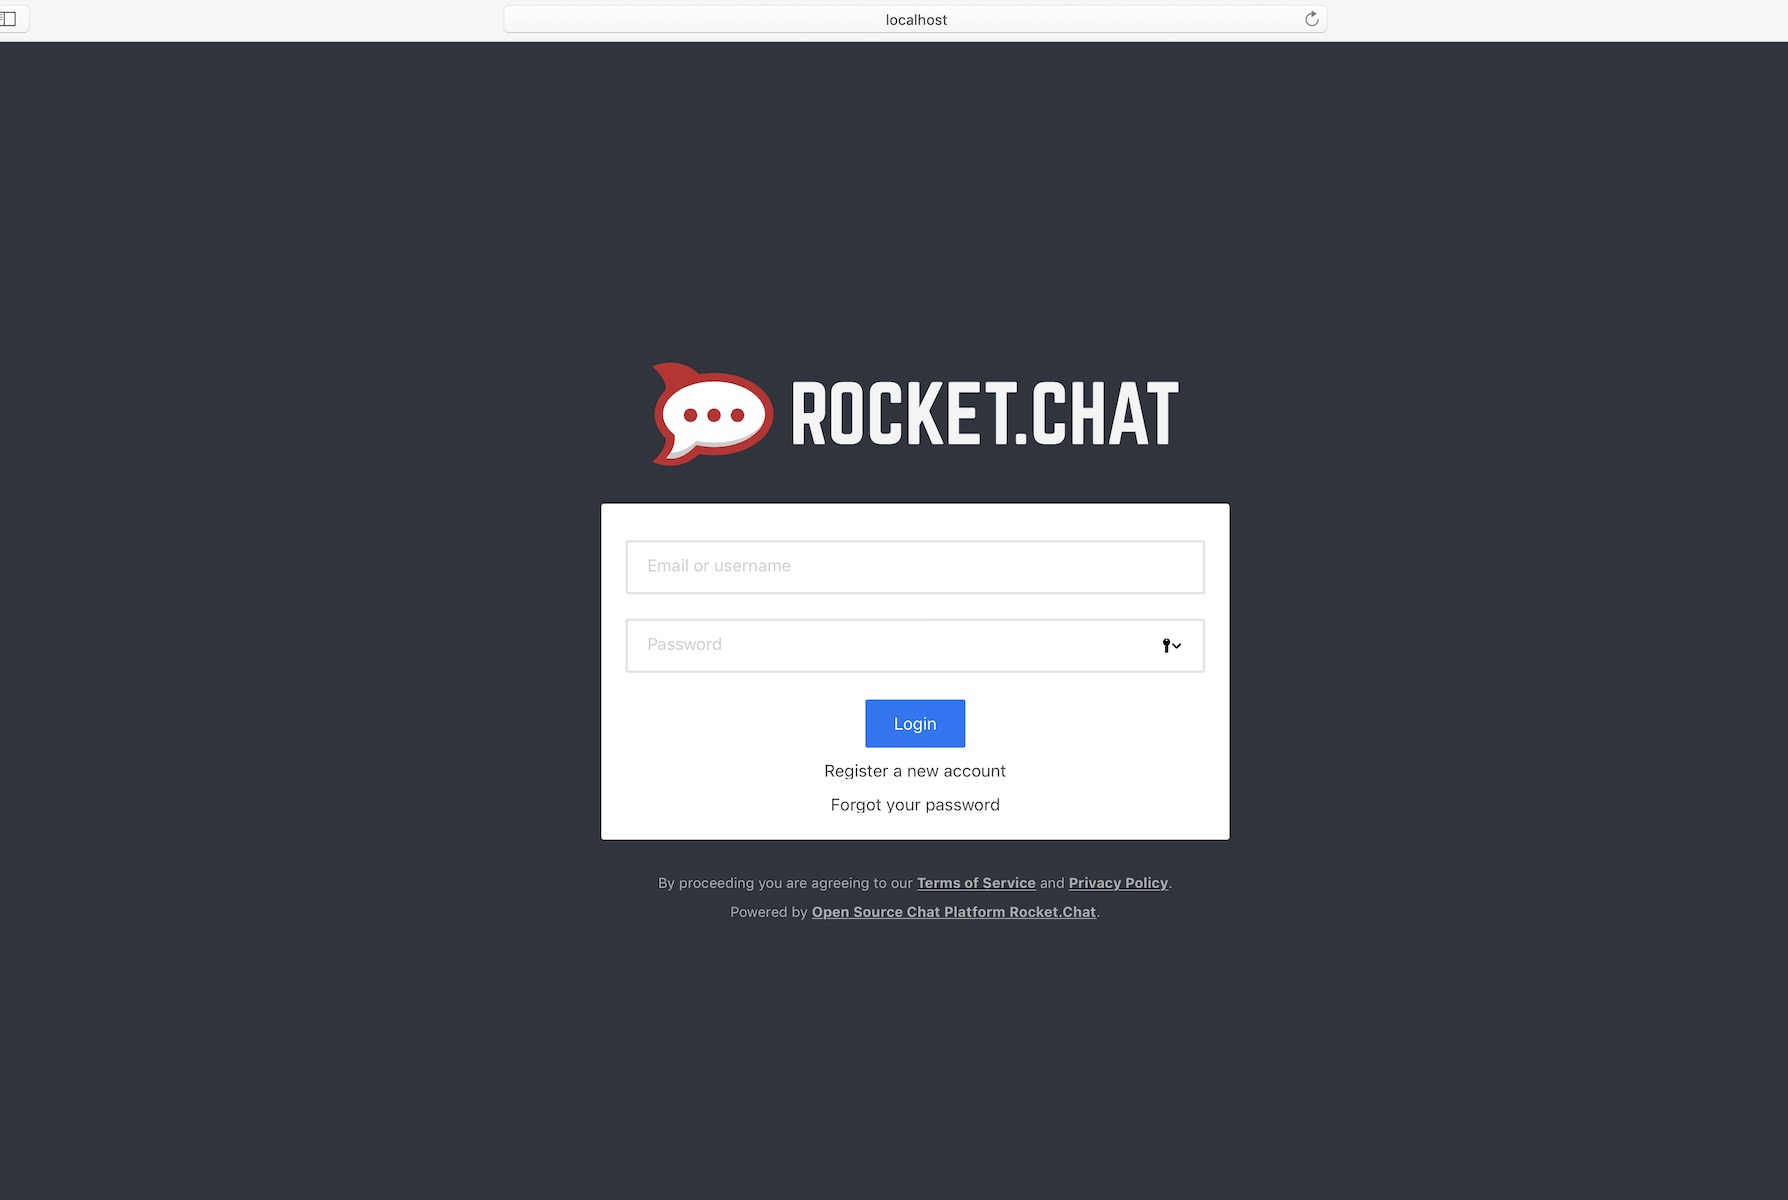 localhost
ROCKET.CHAT
Email or username
Password
Login
Register a new account
Forgot your password
By proceeding you are agreeing to our Terms of Service and Privacy Policy.
Powered by Open Source Chat Platform Rocket.Chat.